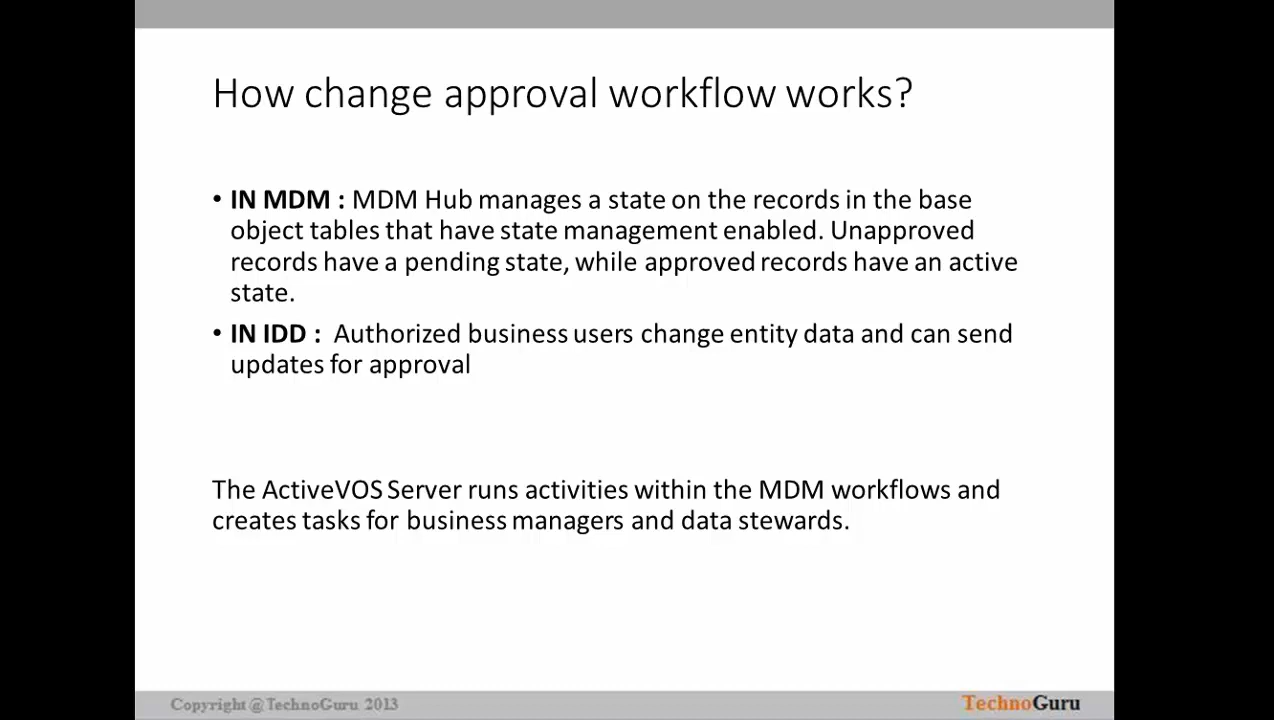 How change approval workflow works?
• IN MDM : MDM Hub manages a state on the records in the base
object tables that have state management enabled. Unapproved
records have a pending state, while approved records have an active
state.
• IN IDD : Authorized business users change entity data and can send
updates for approval
The ActiveVOS Server runs activities within the MDM workflows and
creates tasks for business managers and data stewards.
Copyright @ TechnoGuru 2013
TechnoGuru